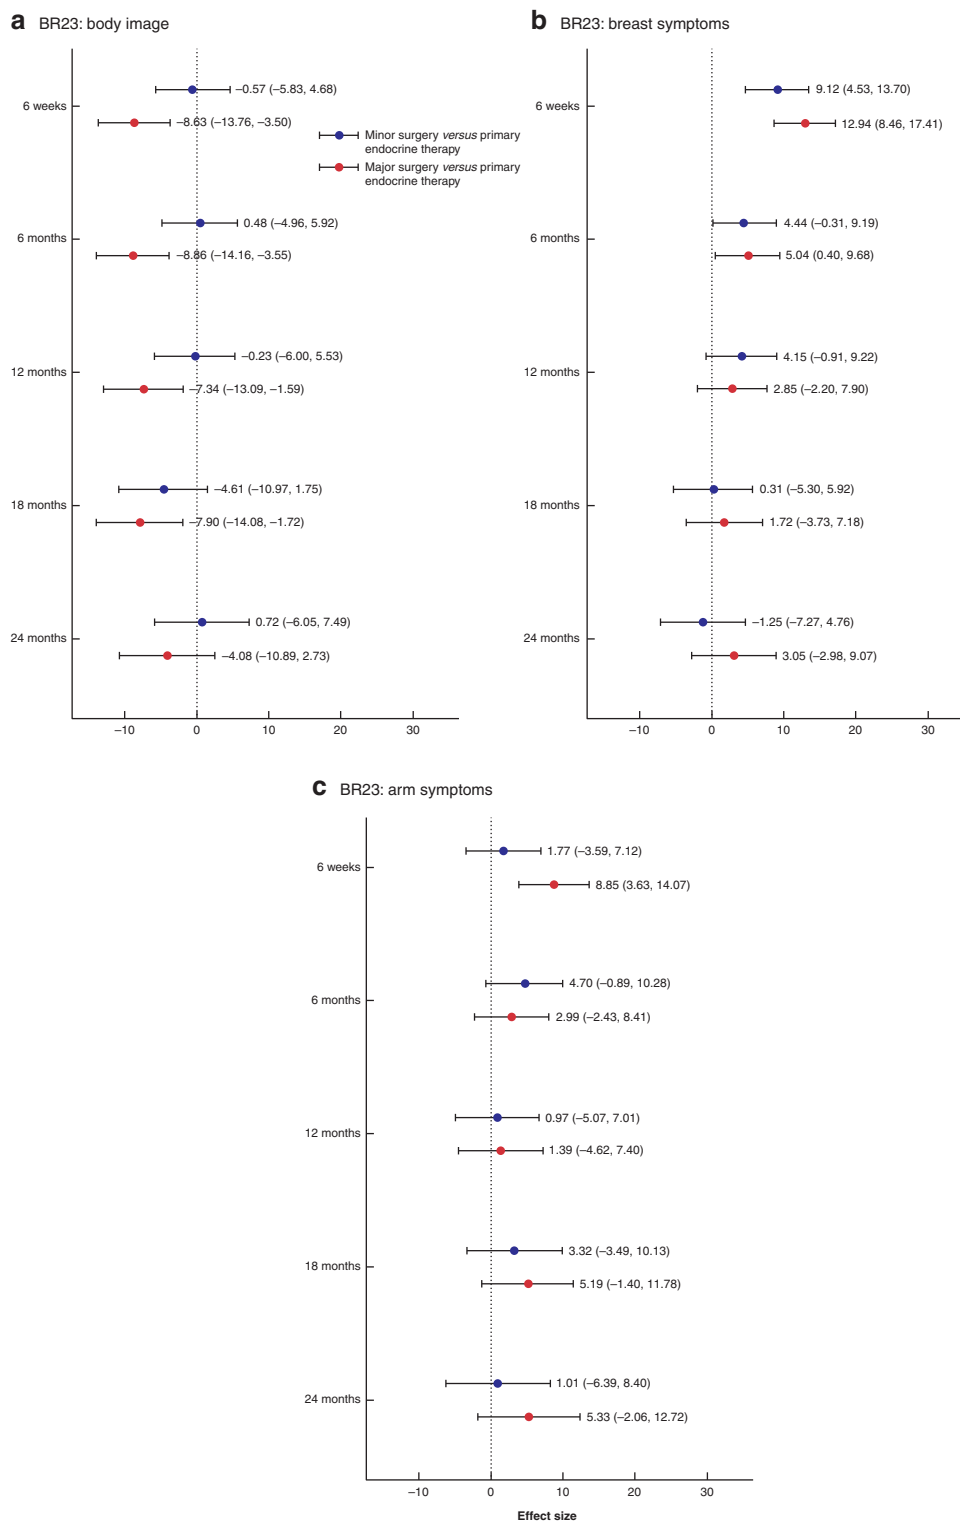 a BR23: body image
6 weeks
−0.57 (−5.83, 4.68)
−8.63 (−13.76, −3.50)
Minor surgery versus primary
endocrine therapy
Major surgery versus primary
endocrine therapy
6 months
0.48 (−4.96, 5.92)
−8.86 (−14.16, −3.55)
12 months
−0.23 (−6.00, 5.53)
−7.34 (−13.09, −1.59)
18 months
−4.61 (−10.97, 1.75)
−7.90 (−14.08, −1.72)
24 months
0.72 (−6.05, 7.49)
−4.08 (−10.89, 2.73)
−10 0 10 20 30
b BR23: breast symptoms
6 weeks
9.12 (4.53, 13.70)
12.94 (8.46, 17.41)
6 months
4.44 (−0.31, 9.19)
5.04 (0.40, 9.68)
12 months
4.15 (−0.91, 9.22)
2.85 (−2.20, 7.90)
18 months
0.31 (−5.30, 5.92)
1.72 (−3.73, 7.18)
24 months
−1.25 (−7.27, 4.76)
3.05 (−2.98, 9.07)
−10 0 10 20 30
c BR23: arm symptoms
6 weeks
1.77 (−3.59, 7.12)
8.85 (3.63, 14.07)
6 months
4.70 (−0.89, 10.28)
2.99 (−2.43, 8.41)
12 months
0.97 (−5.07, 7.01)
1.39 (−4.62, 7.40)
18 months
3.32 (−3.49, 10.13)
5.19 (−1.40, 11.78)
24 months
1.01 (−6.39, 8.40)
5.33 (−2.06, 12.72)
−10 0 10 20 30
Effect size